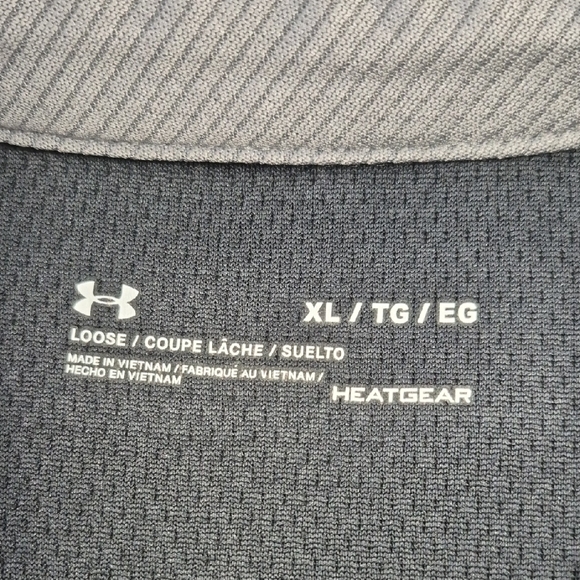 XL / TG / EG
LOOSE / COUPE LÂCHE / SUELTO
MADE IN VIETNAM / FABRIQUÉ AU VIETNAM /
HECHO EN VIETNAM
HEATGEAR